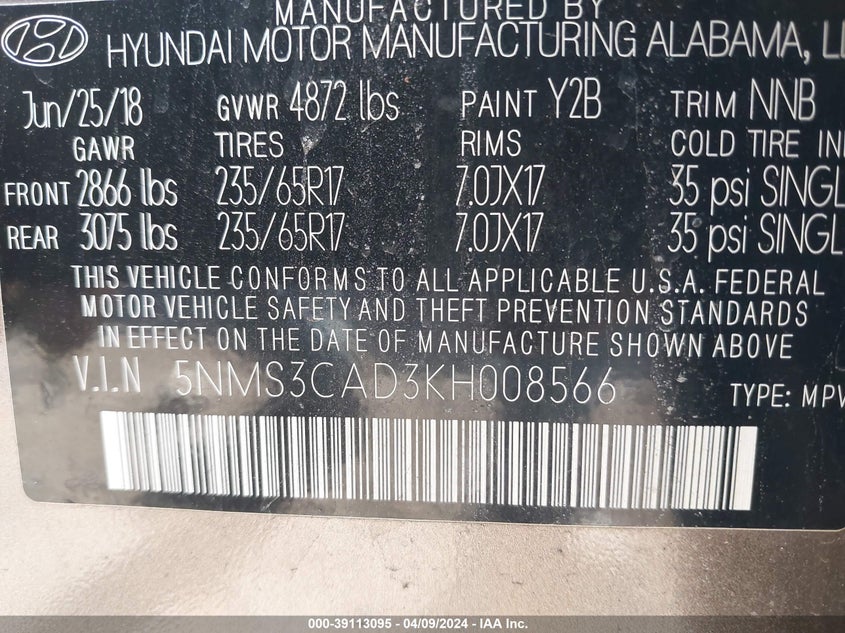 MANUFACTURED BY
HYUNDAI MOTOR MANUFACTURING ALABAMA,
Jun/25/18 GVWR 4872 lbs PAINT Y2B TRIM NNB
GAWR TIRES RIMS COLD TIRE
FRONT 2866 lbs 235/65R17 7.0JX17 35 psi SINGL
REAR 3075 lbs 235/65R17 7.0JX17 35 psi SINGL
THIS VEHICLE CONFORMS TO ALL APPLICABLE U.S.A. FEDERAL
MOTOR VEHICLE SAFETY AND THEFT PREVENTION STANDARDS
IN EFFECT ON THE DATE OF MANUFACTURE SHOWN ABOVE
V.I.N 5NMS3CAD3KH008566 TYPE: MPV
000-39113095 - 04/09/2024 - IAA Inc.